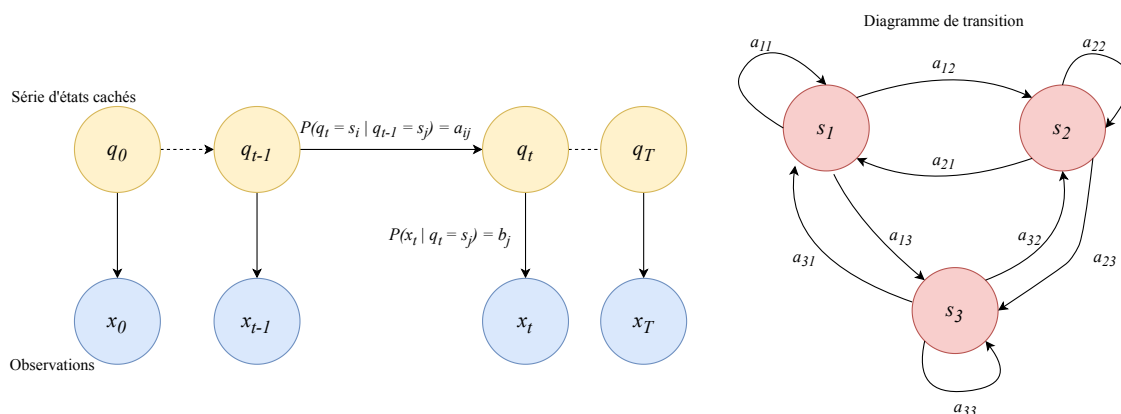 Diagramme de transition
a11
a22
a12
Série d'états cachés
P(qt = si | qt-1 = sj) = aij
q0
qt-1
qt
qT
s1
s2
a21
P(xt | qt = sj) = bj
a13
a32
a31
a23
x0
xt-1
xt
xT
s3
Observations
a33